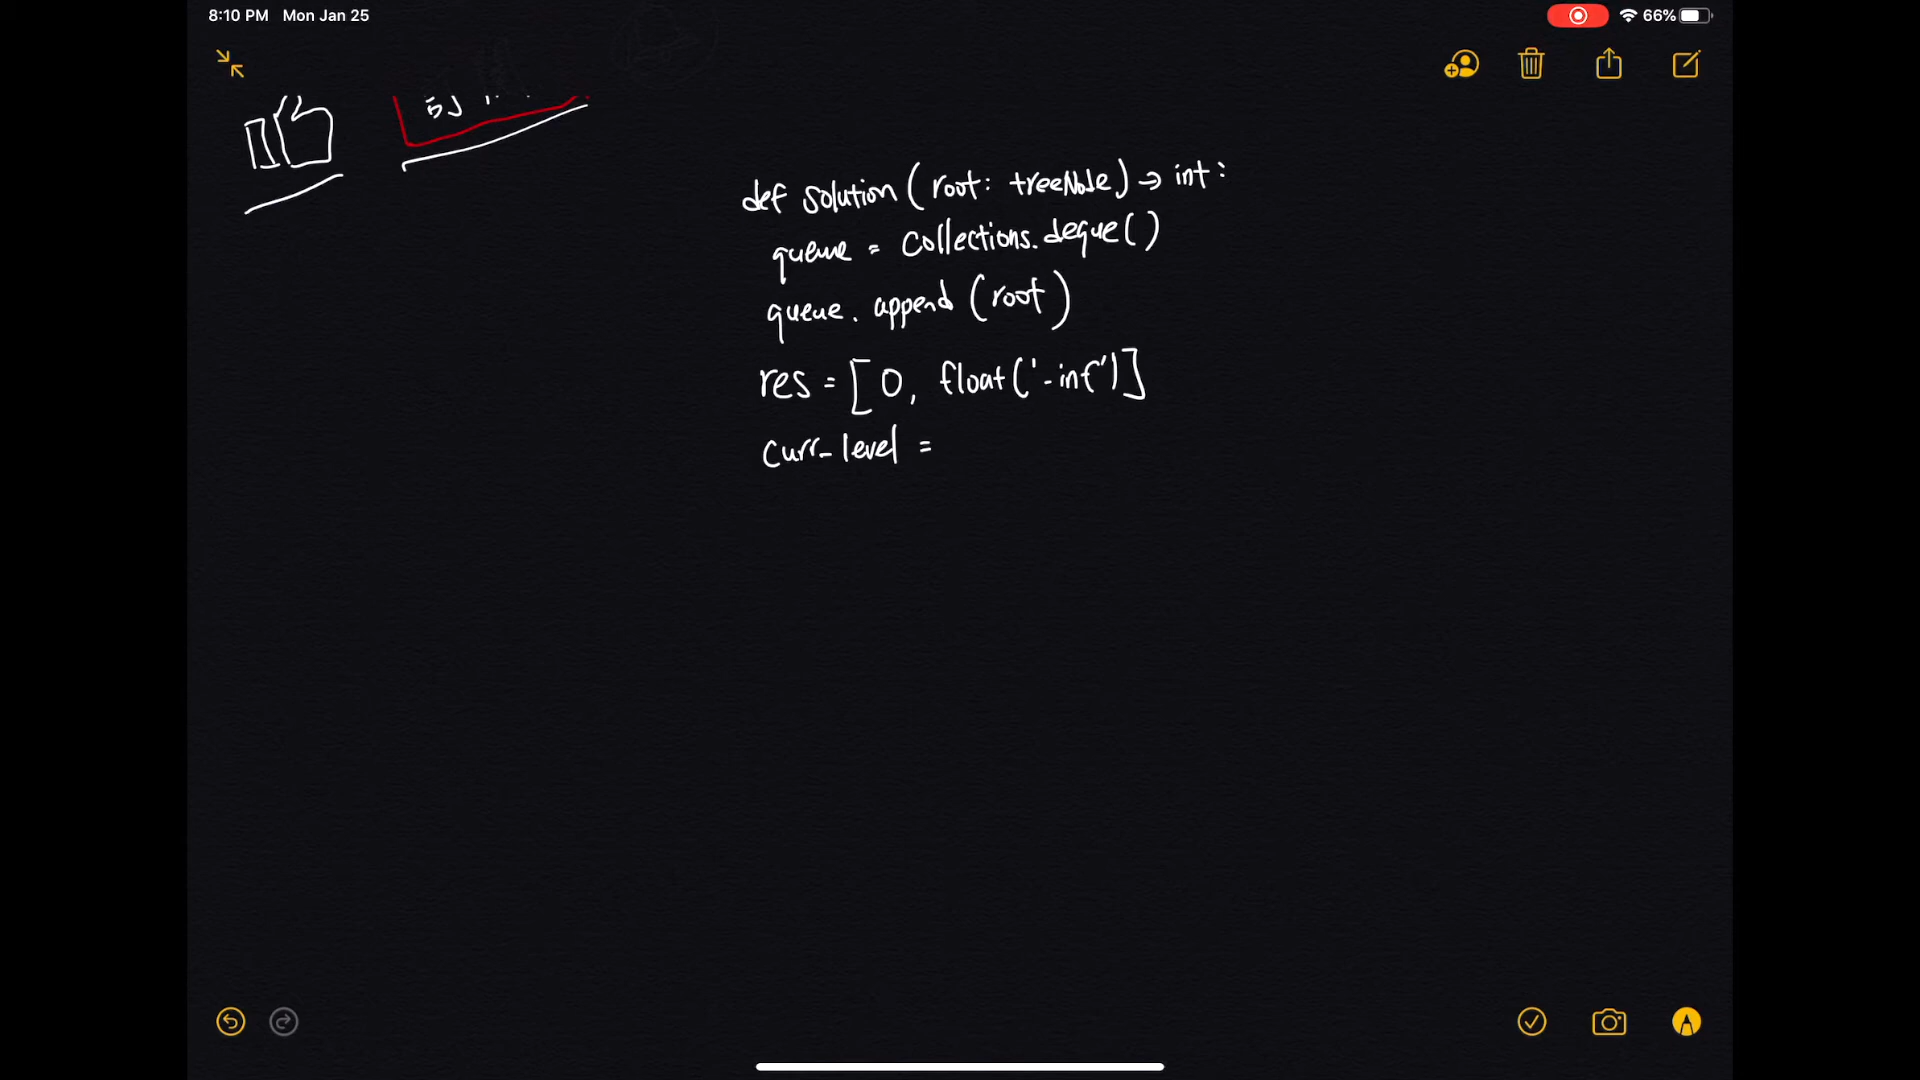 8:10 PM Mon Jan 25
66%
def solution (root: treeNode) → int:
queue = collections.deque()
queue. append (root)
res = [0, float('-inf')]
curr_level =